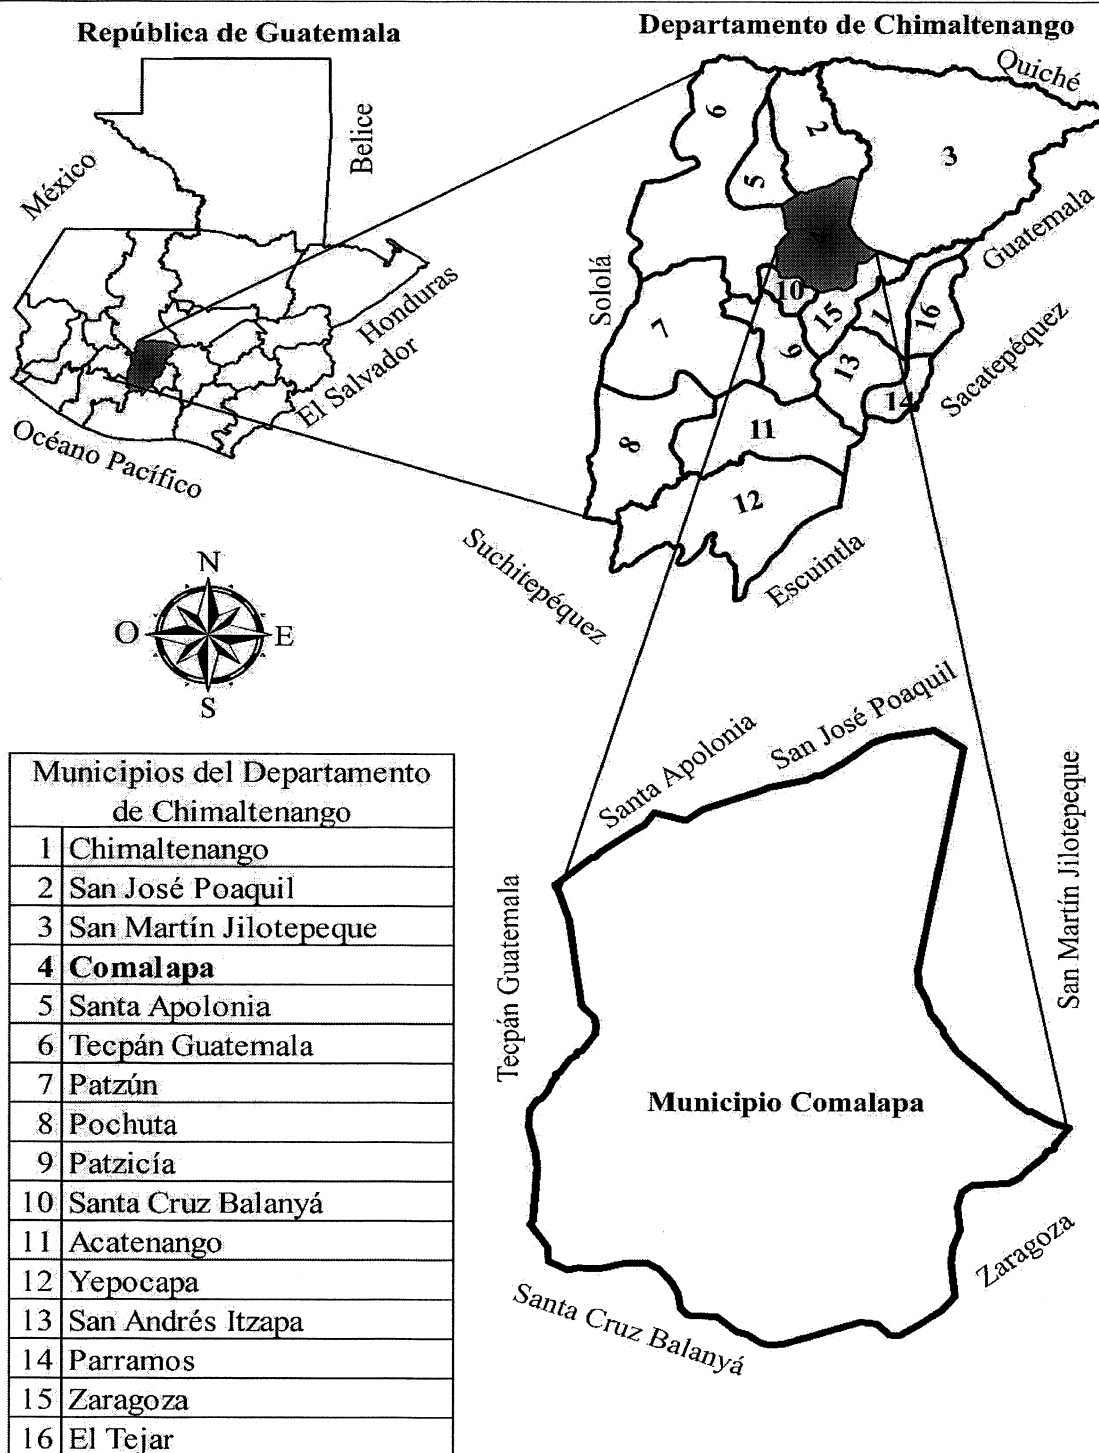 República de Guatemala
Departamento de Chimaltenango
México
Belice
Honduras
El Salvador
Océano Pacífico
Quiché
Guatemala
Sololá
Sacatepéquez
Suchitepéquez
Escuintla
6
2
3
5
10
15
1
16
7
9
13
14
8
11
12
N
O
E
S
Municipios del Departamento
de Chimaltenango
1 Chimaltenango
2 San José Poaquil
3 San Martín Jilotepeque
4 Comalapa
5 Santa Apolonia
6 Tecpán Guatemala
7 Patzún
8 Pochuta
9 Patzicía
10 Santa Cruz Balanyá
11 Acatenango
12 Yepocapa
13 San Andrés Itzapa
14 Parramos
15 Zaragoza
16 El Tejar
Santa Apolonia
San José Poaquil
San Martín Jilotepeque
Tecpán Guatemala
Municipio Comalapa
Zaragoza
Santa Cruz Balanyá